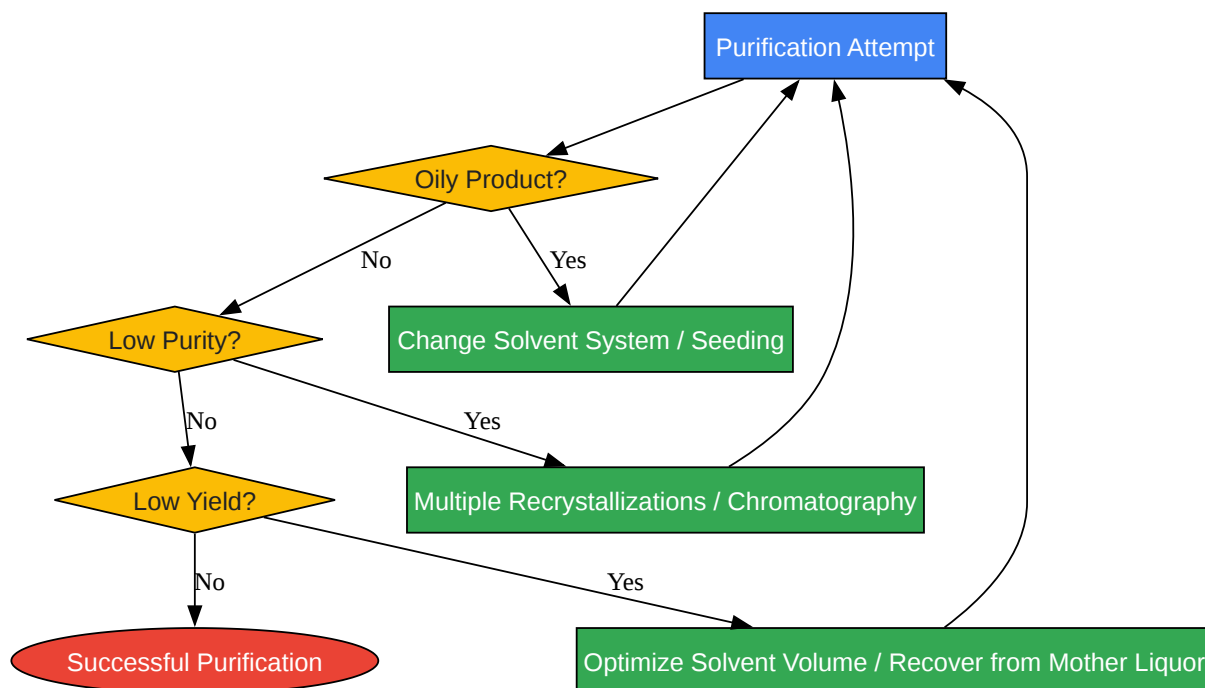 Purification Attempt
Oily Product?
No
Yes
Low Purity?
Change Solvent System / Seeding
No
Yes
Low Yield?
Multiple Recrystallizations / Chromatography
No
Yes
Successful Purification
Optimize Solvent Volume / Recover from Mother Liquor